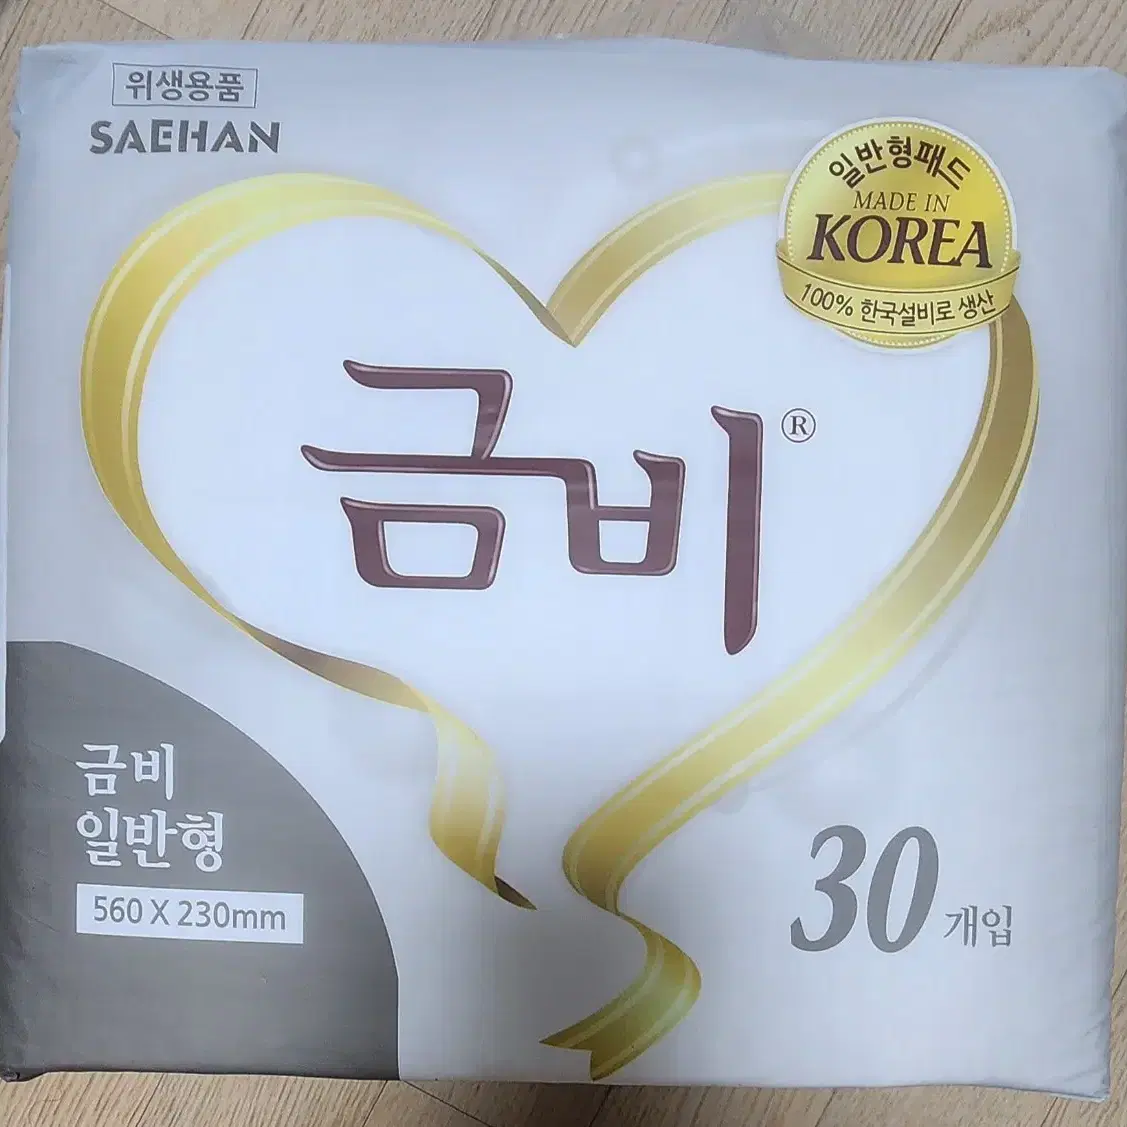 위생용품
SAEHAN
일반형패드
MADE IN
KOREA
100% 한국설비로 생산
금비®
금비
일반형
560 X 230mm
30 개입